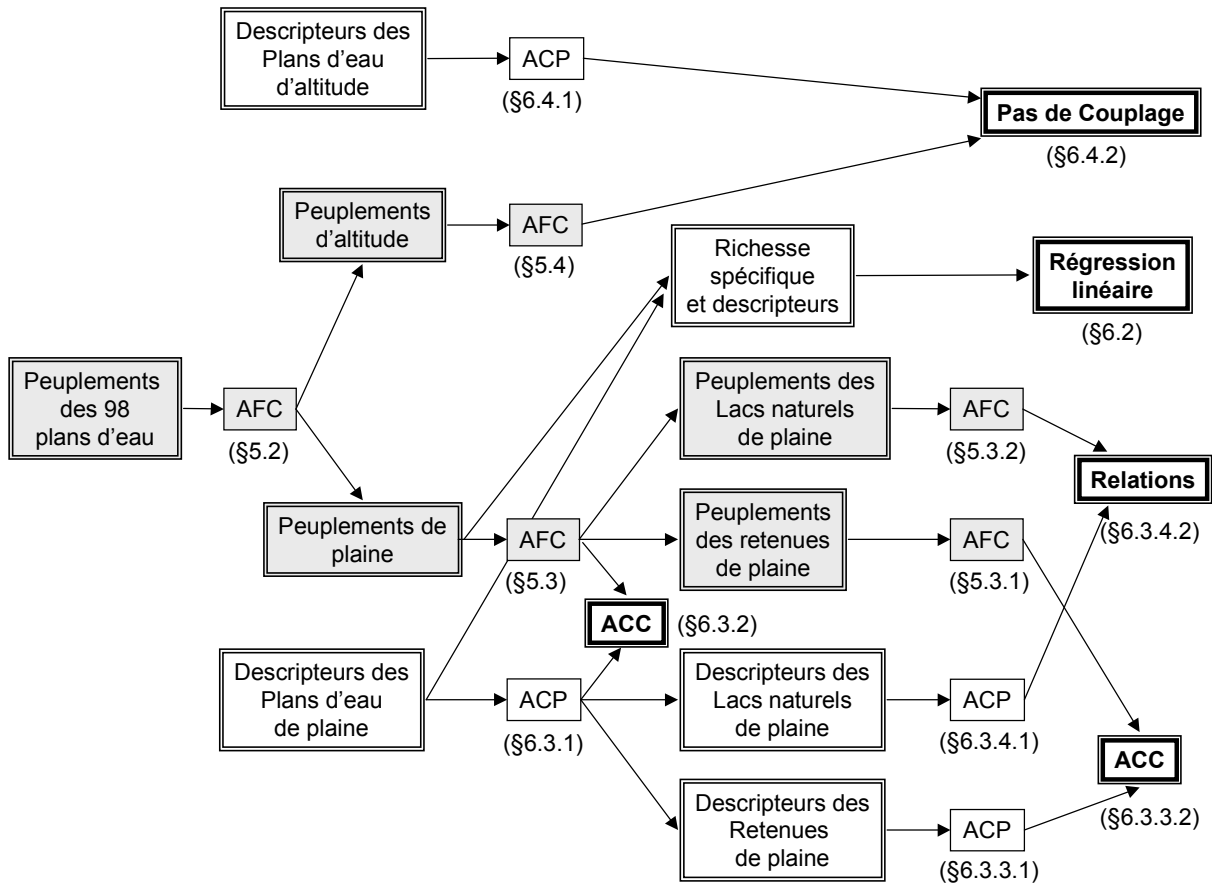 Descripteurs des
Plans d'eau
d'altitude
ACP
(§6.4.1)
Pas de Couplage
(§6.4.2)
Peuplements
d'altitude
AFC
(§5.4)
Richesse
spécifique
et descripteurs
Régression
linéaire
(§6.2)
Peuplements
des 98
plans d'eau
AFC
(§5.2)
Peuplements des
Lacs naturels
de plaine
AFC
(§5.3.2)
Relations
(§6.3.4.2)
Peuplements de
plaine
AFC
(§5.3)
Peuplements
des retenues
de plaine
AFC
(§5.3.1)
ACC
(§6.3.2)
Descripteurs des
Plans d'eau
de plaine
ACP
(§6.3.1)
Descripteurs des
Lacs naturels
de plaine
ACP
(§6.3.4.1)
ACC
(§6.3.3.2)
Descripteurs des
Retenues
de plaine
ACP
(§6.3.3.1)